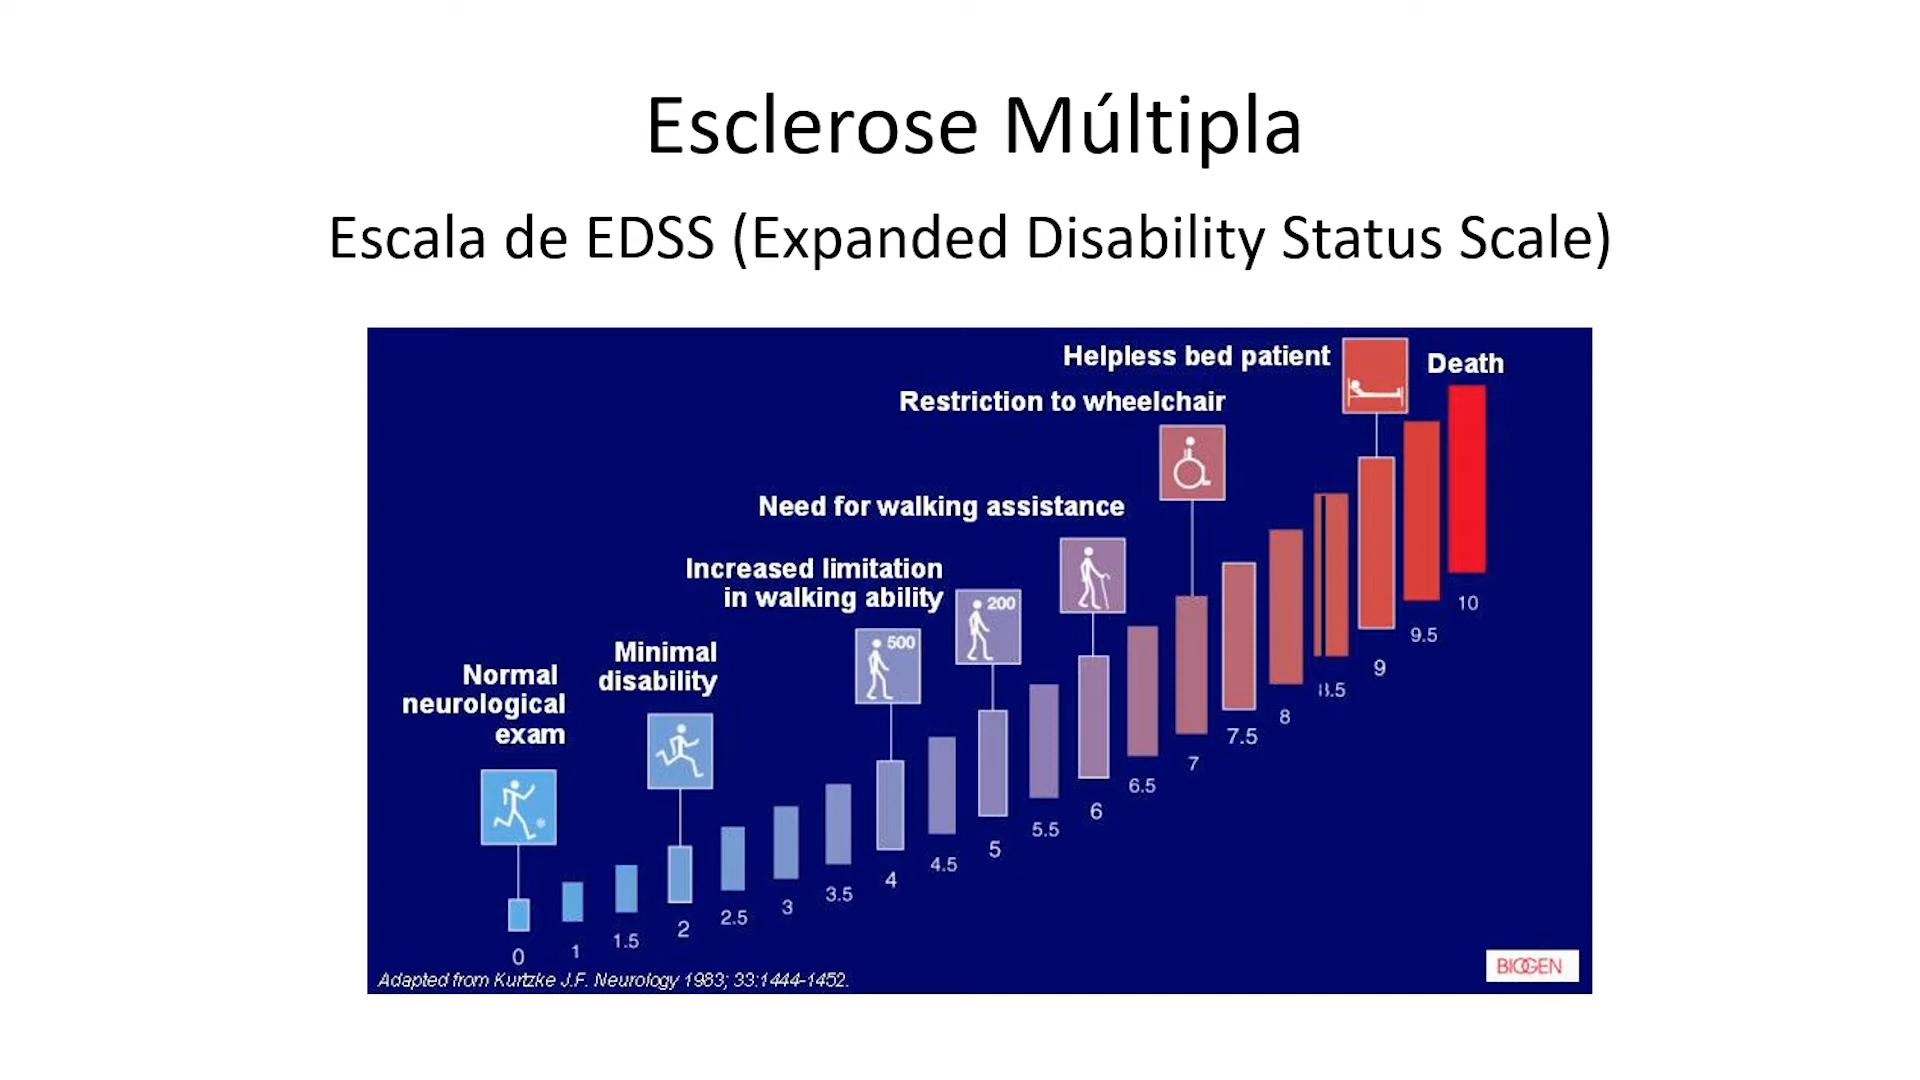 Esclerose Múltipla
Escala de EDSS (Expanded Disability Status Scale)
Helpless bed patient
Death
Restriction to wheelchair
Need for walking assistance
Increased limitation
in walking ability
200
500
Minimal
disability
Normal
neurological
exam
0
1
1.5
2
2.5
3
3.5
4
4.5
5
5.5
6
6.5
7
7.5
8
8.5
9
9.5
10
Adapted from Kurtzke J.F. Neurology 1983; 33:1444-1452.
BIOGEN